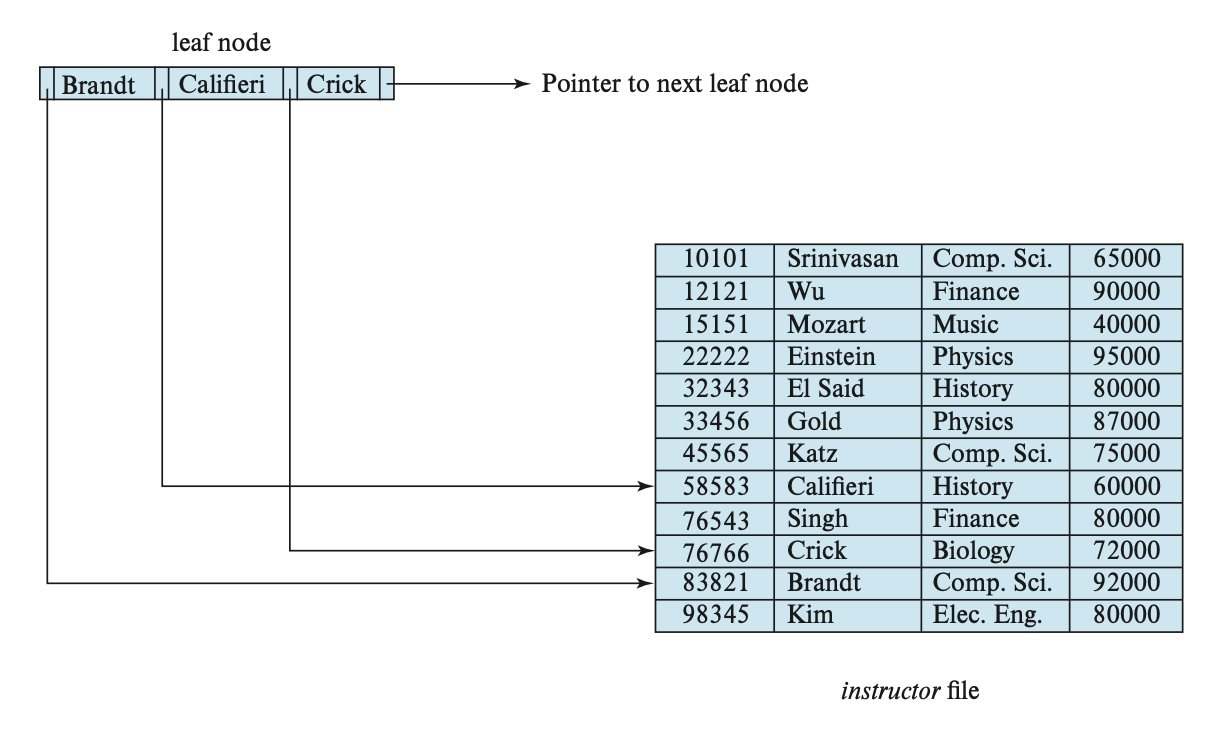 leaf node
Brandt Califieri Crick Pointer to next leaf node
10101 Srinivasan Comp. Sci. 65000
12121 Wu Finance 90000
15151 Mozart Music 40000
22222 Einstein Physics 95000
32343 El Said History 80000
33456 Gold Physics 87000
45565 Katz Comp. Sci. 75000
58583 Califieri History 60000
76543 Singh Finance 80000
76766 Crick Biology 72000
83821 Brandt Comp. Sci. 92000
98345 Kim Elec. Eng. 80000
instructor file